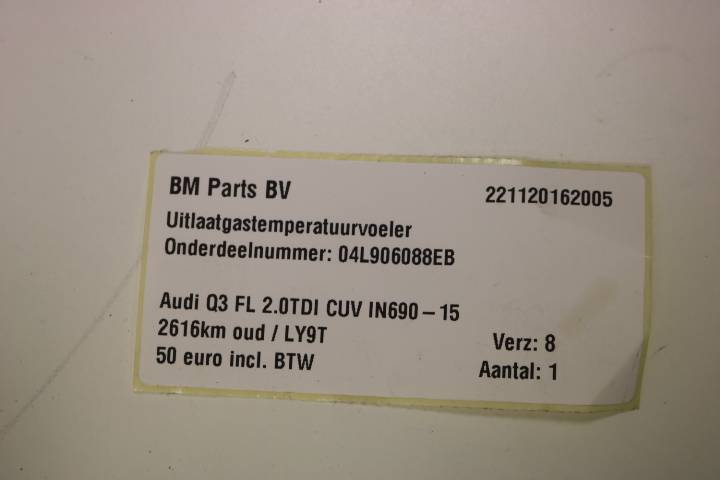 BM Parts BV 221120162005
Uitlaatgastemperatuurvoeler
Onderdeelnummer: 04L906088EB
Audi Q3 FL 2.0TDI CUV IN690-15
2616km oud / LY9T Verz: 8
50 euro incl. BTW Aantal: 1